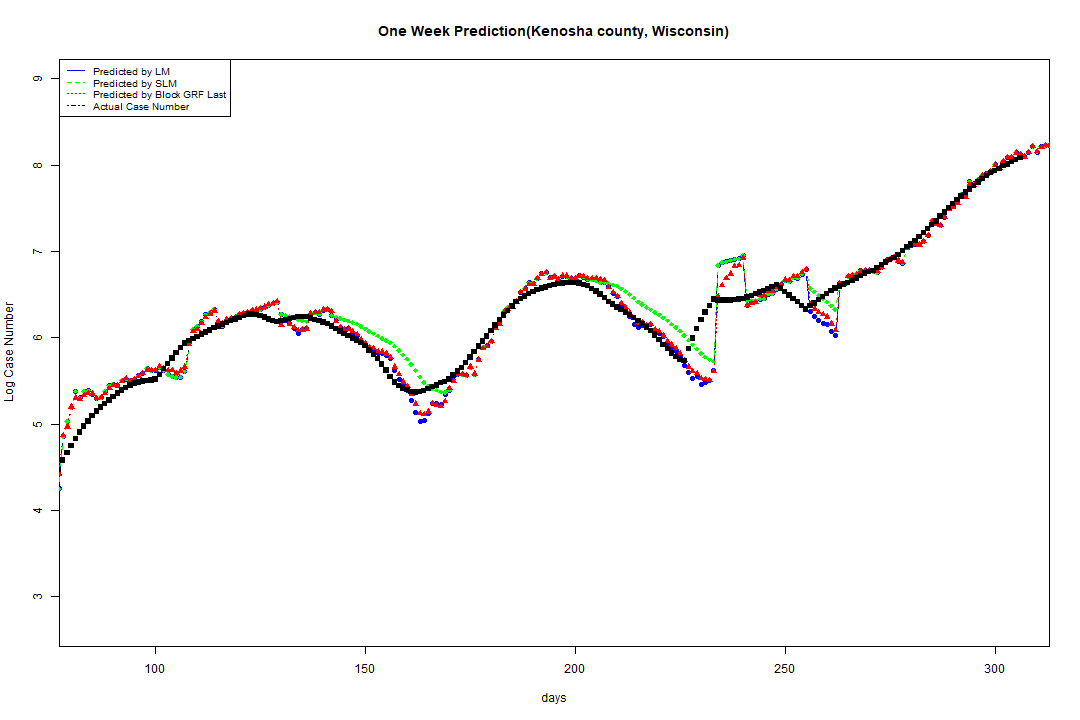 One Week Prediction(Kenosha county, Wisconsin)
Predicted by LM
Predicted by SLM
Predicted by Block GRF Last
Actual Case Number
9
8
7
6
5
4
3
Log Case Number
100 150 200 250 300
days